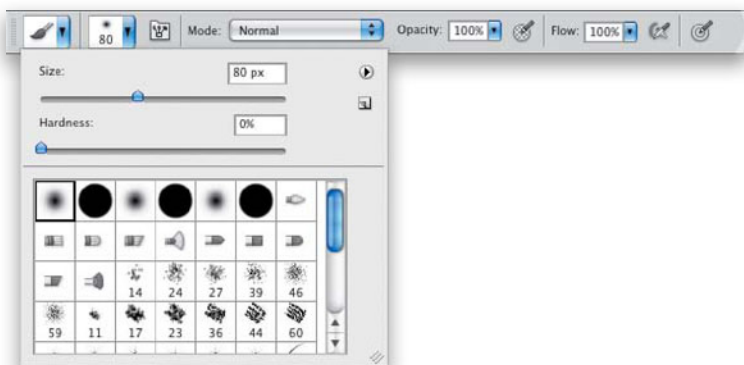 80 Mode: Normal Opacity: 100% Flow: 100%
Size: 80 px
Hardness: 0%
14 24 27 39 46
59 11 17 23 36 44 60